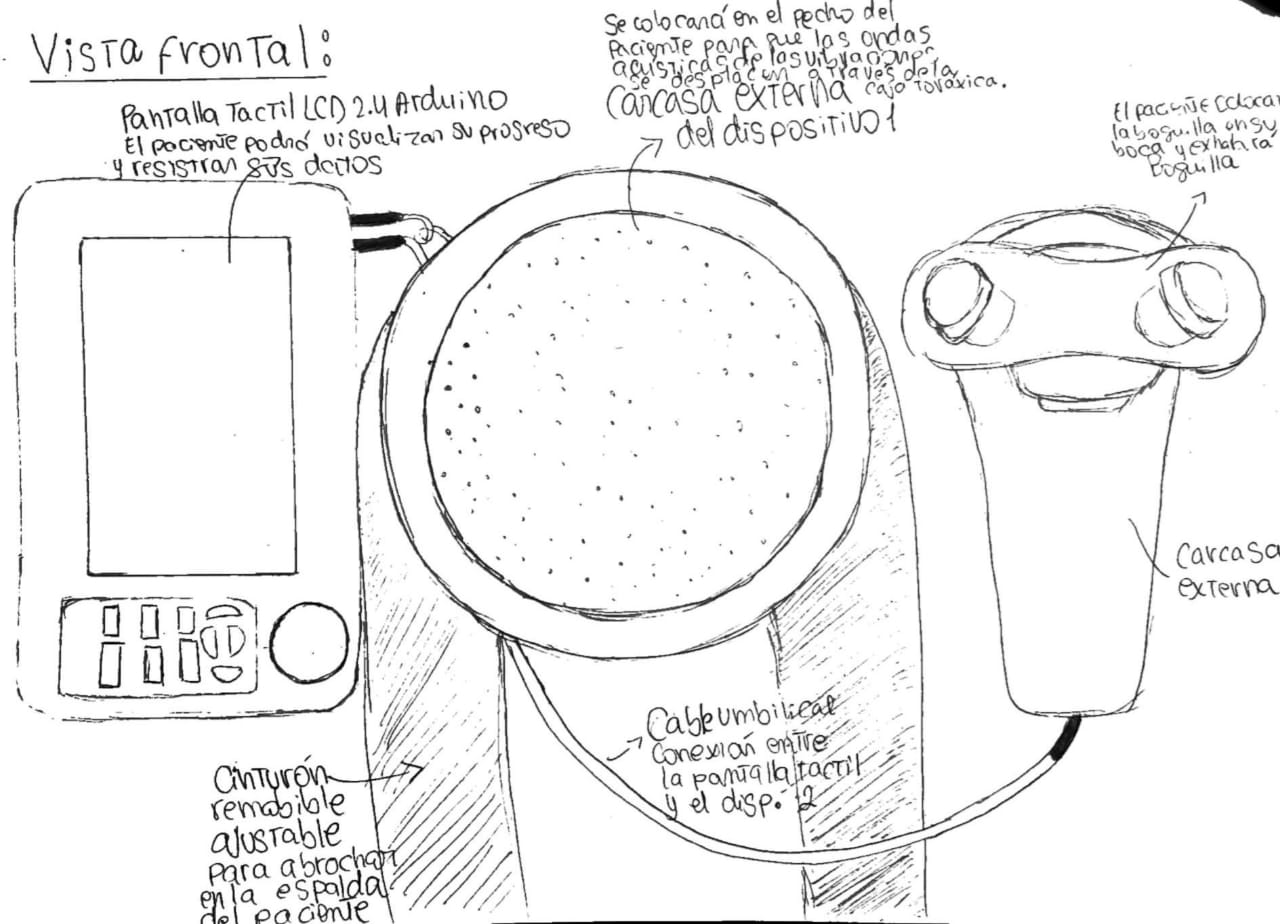 Vista frontal:
Pantalla Tactil LCD 2.4 Arduino
El paciente podrá visualizar su progreso
y registrar sus datos
Se colocará en el pecho del
paciente para que las ondas
acústicas de las vibraciones
se desplacen a través de la
caja toráxica.
Carcasa externa
del dispositivo 1
El paciente colocar
la boquilla en su
boca y exhalará
boquilla
Carcasa
externa
Cable umbilical
Conexión entre
la pantalla tactil
y el disp. 2
Cinturón
removible
ajustable
para abrochar
en la espalda
del paciente